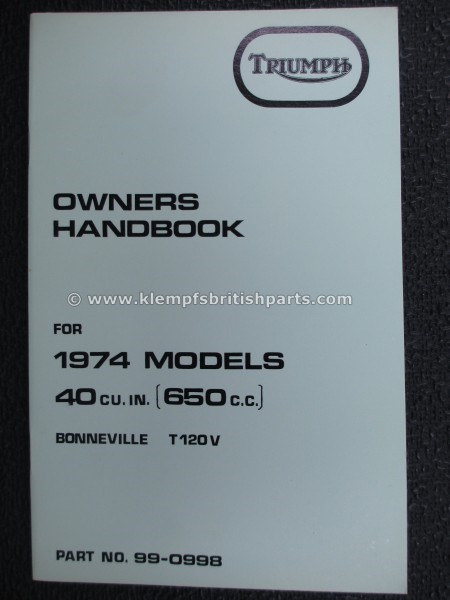 TRIUMPH
OWNERS
HANDBOOK
© www.klempfsbritishparts.com
FOR
1974 MODELS
40 CU. IN. (650 C.C.)
BONNEVILLE T120V
PART NO. 99-0998